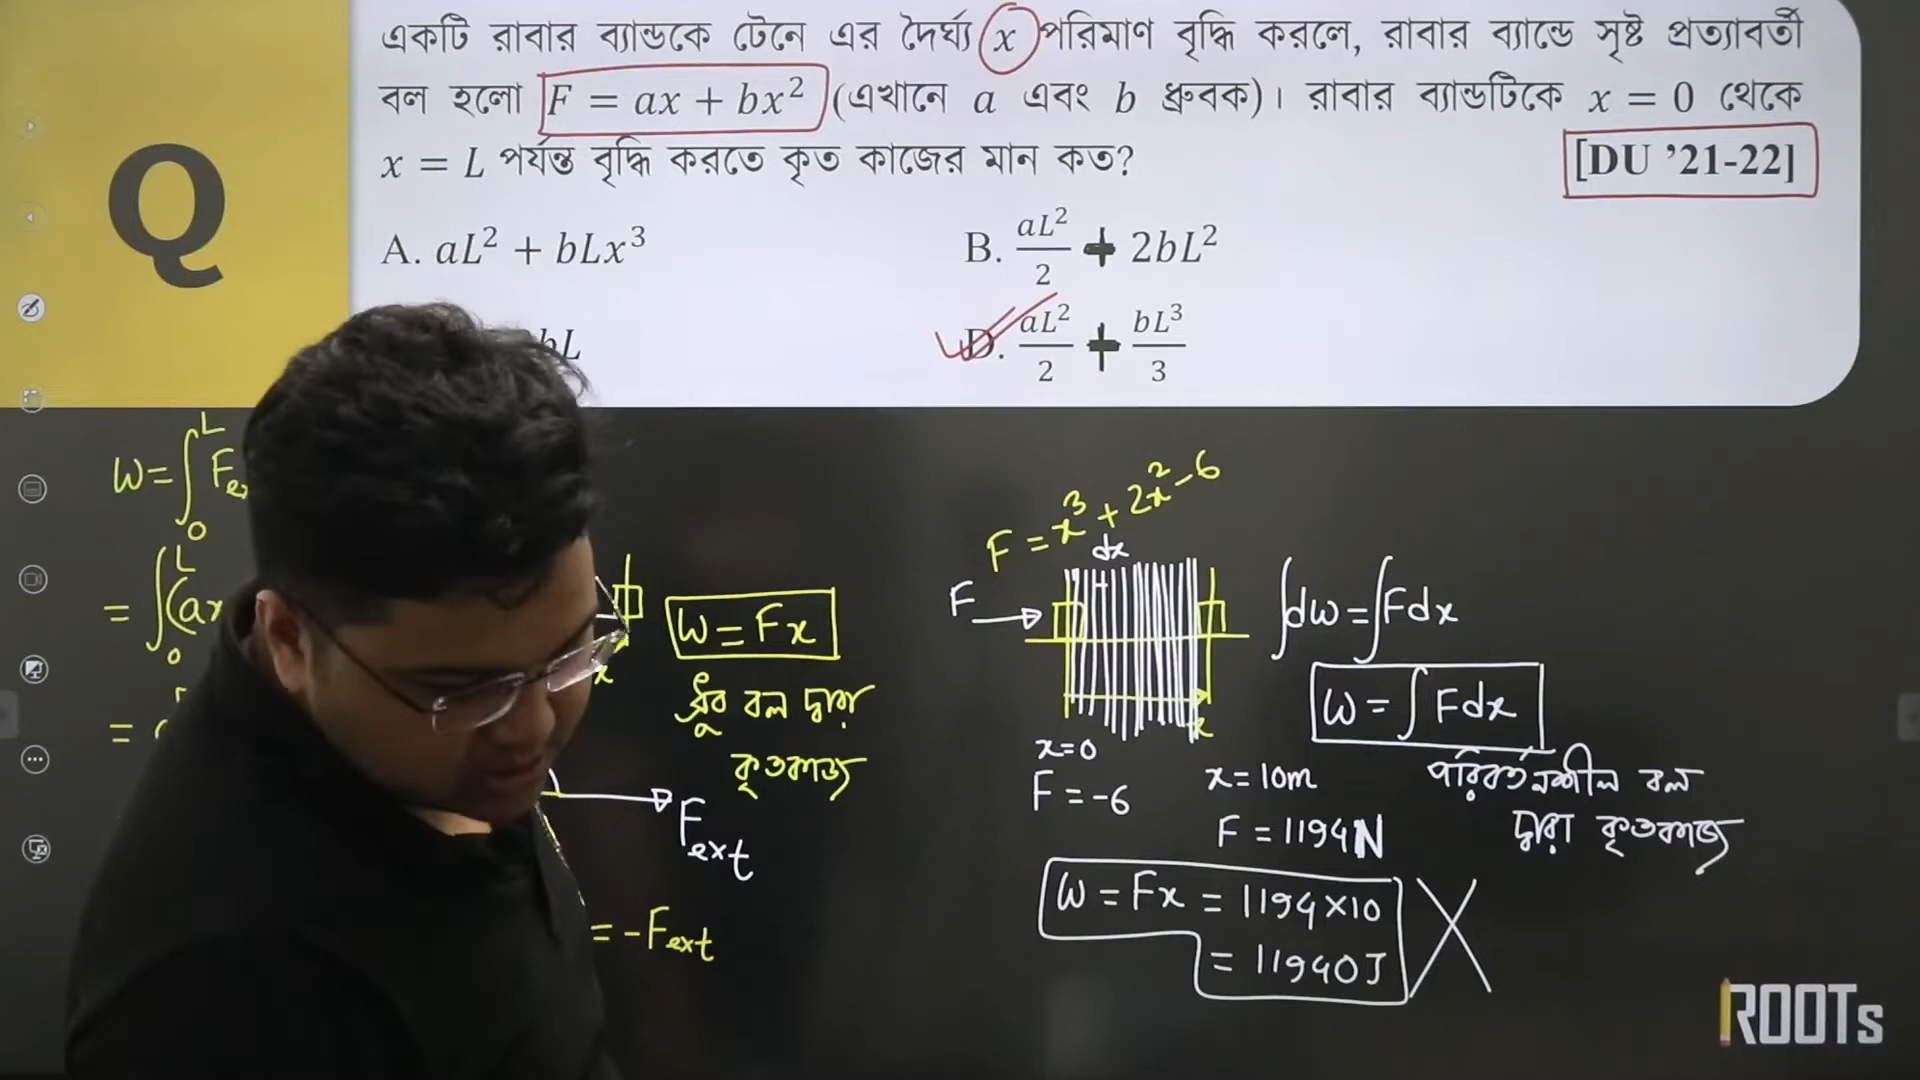 একটি রাবার ব্যান্ডকে টেনে এর দৈর্ঘ্য x পরিমাণ বৃদ্ধি করলে, রাবার ব্যান্ডে সৃষ্ট প্রত্যাবর্তী
বল হলো F = ax + bx² (এখানে a এবং b ধ্রুবক)। রাবার ব্যান্ডটিকে x = 0 থেকে
x = L পর্যন্ত বৃদ্ধি করতে কৃত কাজের মান কত? [DU ’21-22]
Q
A. aL² + bLx³
B. aL²/2 + 2bL²
bL
D. aL²/2 + bL³/3
W = ∫₀ᴸ F
= ∫₀ᴸ (ax
=
x
W = Fx
ধ্রুব বল দ্বারা
কৃতকাজ
Fext
= -Fext
F = x³ + 2x² - 6
dx
F
x
x=0
F = -6
x = 10m
F = 1194N
∫dw = ∫Fdx
W = ∫Fdx
পরিবর্তনশীল বল
দ্বারা কৃতকাজ
W = Fx = 1194×10
= 11940J
ROOTs